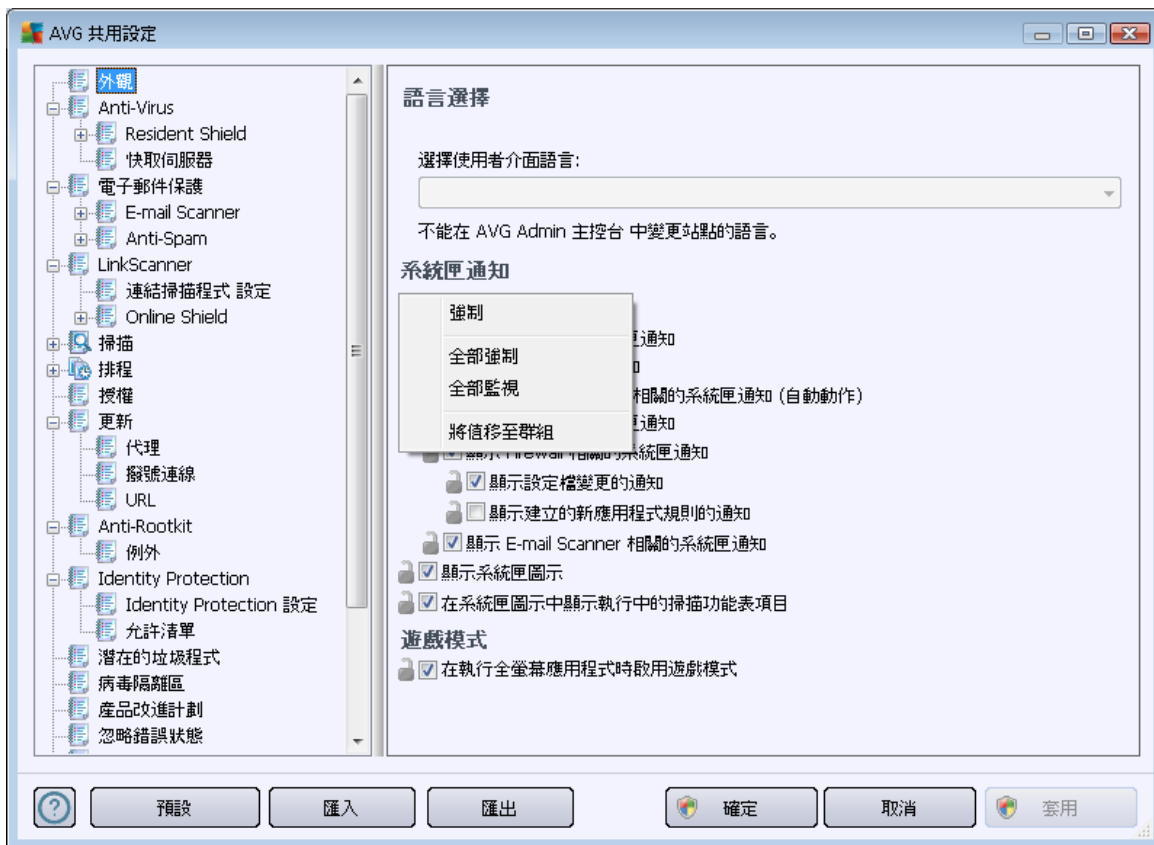 AVG 共用設定
外觀
Anti-Virus
Resident Shield
快取伺服器
電子郵件保護
E-mail Scanner
Anti-Spam
LinkScanner
連結掃描程式 設定
Online Shield
掃描
排程
授權
更新
代理
撥號連線
URL
Anti-Rootkit
例外
Identity Protection
Identity Protection 設定
允許清單
潛在的垃圾程式
病毒隔離區
產品改進計劃
忽略錯誤狀態
語言選擇
選擇使用者介面語言:
不能在 AVG Admin 主控台 中變更站點的語言。
系統匣通知
強制
全部強制
全部監視
將值移至群組
匣通知
相關的系統匣通知 (自動動作)
匣通知
顯示 Firewall 相關的系統匣通知
顯示設定檔變更的通知
顯示建立的新應用程式規則的通知
顯示 E-mail Scanner 相關的系統匣通知
顯示系統匣圖示
在系統匣圖示中顯示執行中的掃描功能表項目
遊戲模式
在執行全螢幕應用程式時啟用遊戲模式
預設
匯入
匯出
確定
取消
套用